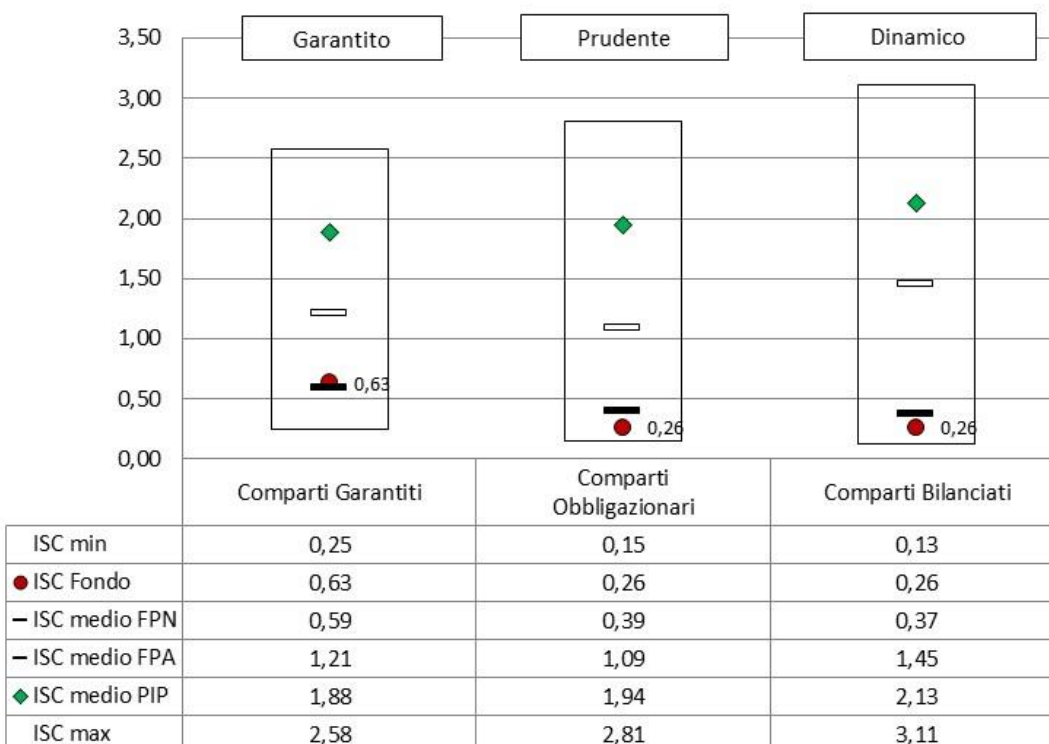 Garantito Prudente Dinamico
3,50
3,00
2,50
2,00
1,50
1,00
0,50
0,00
0,63
0,26
0,26
Comparti Garantiti Comparti Obbligazionari Comparti Bilanciati
ISC min 0,25 0,15 0,13
ISC Fondo 0,63 0,26 0,26
ISC medio FPN 0,59 0,39 0,37
ISC medio FPA 1,21 1,09 1,45
ISC medio PIP 1,88 1,94 2,13
ISC max 2,58 2,81 3,11